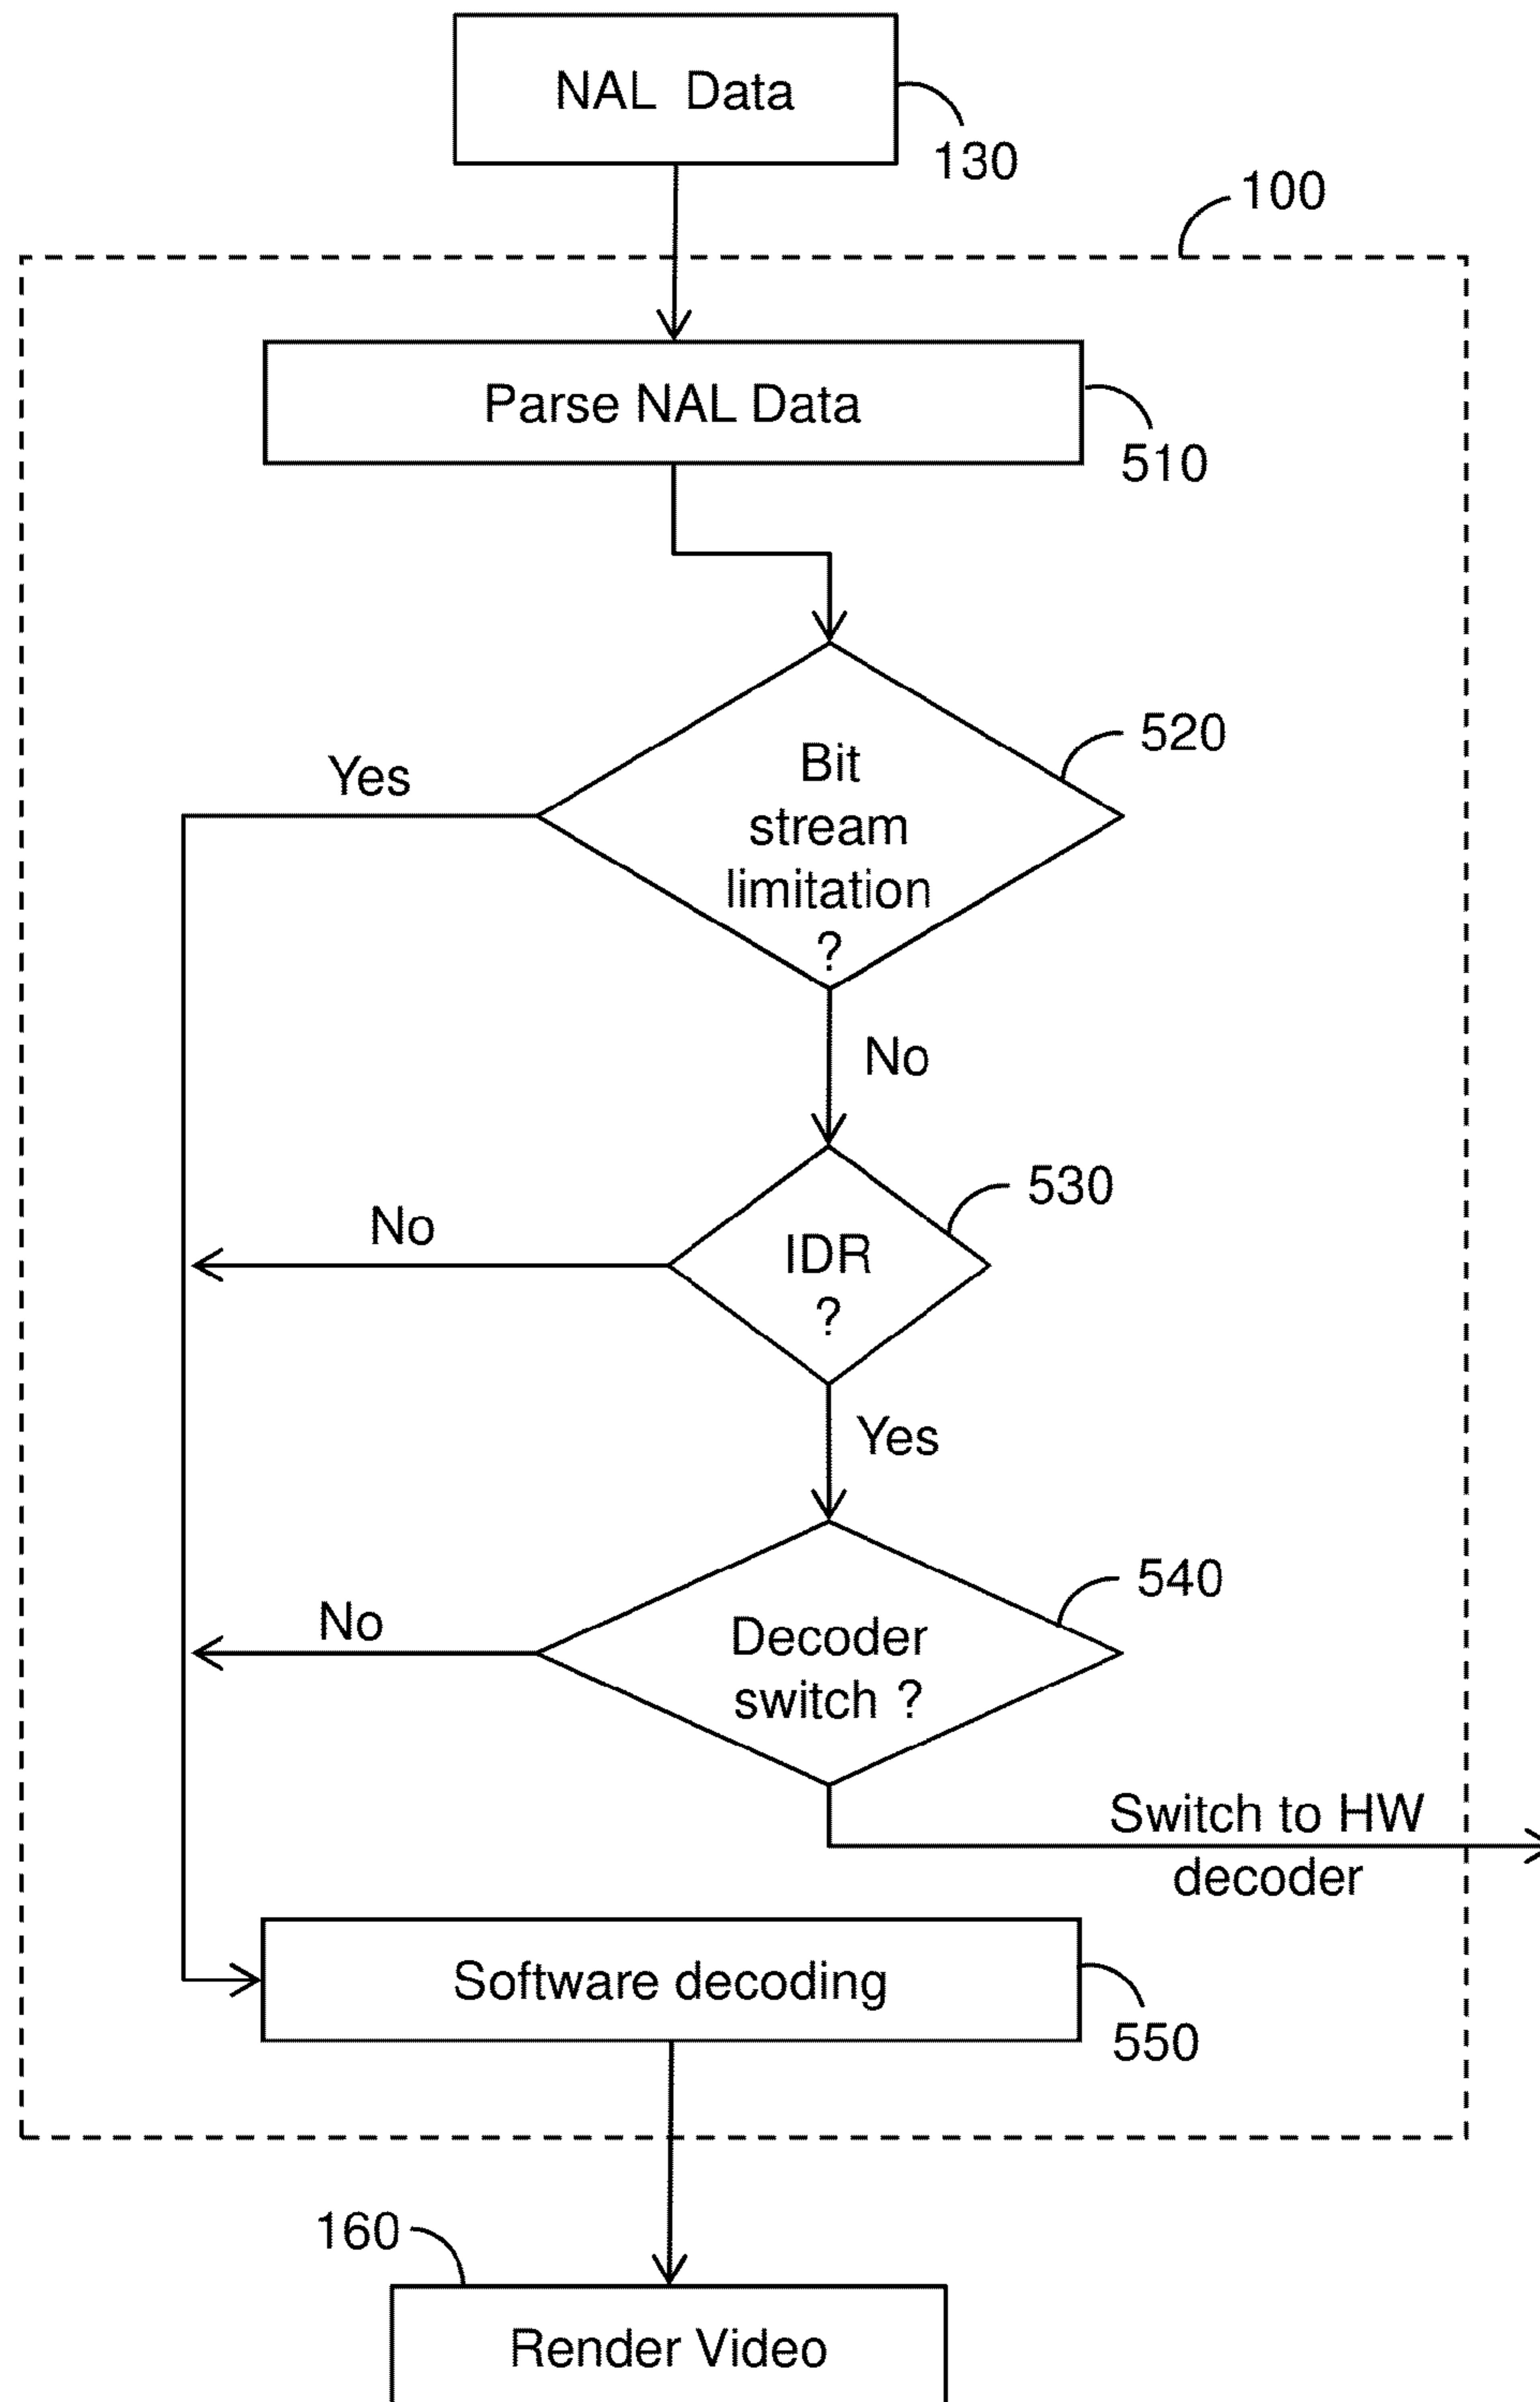 NAL Data
130
100
Parse NAL Data
510
520
Yes
Bit
stream
limitation
?
No
530
No
IDR
?
Yes
540
No
Decoder
switch ?
Switch to HW
decoder
Software decoding
550
160
Render Video